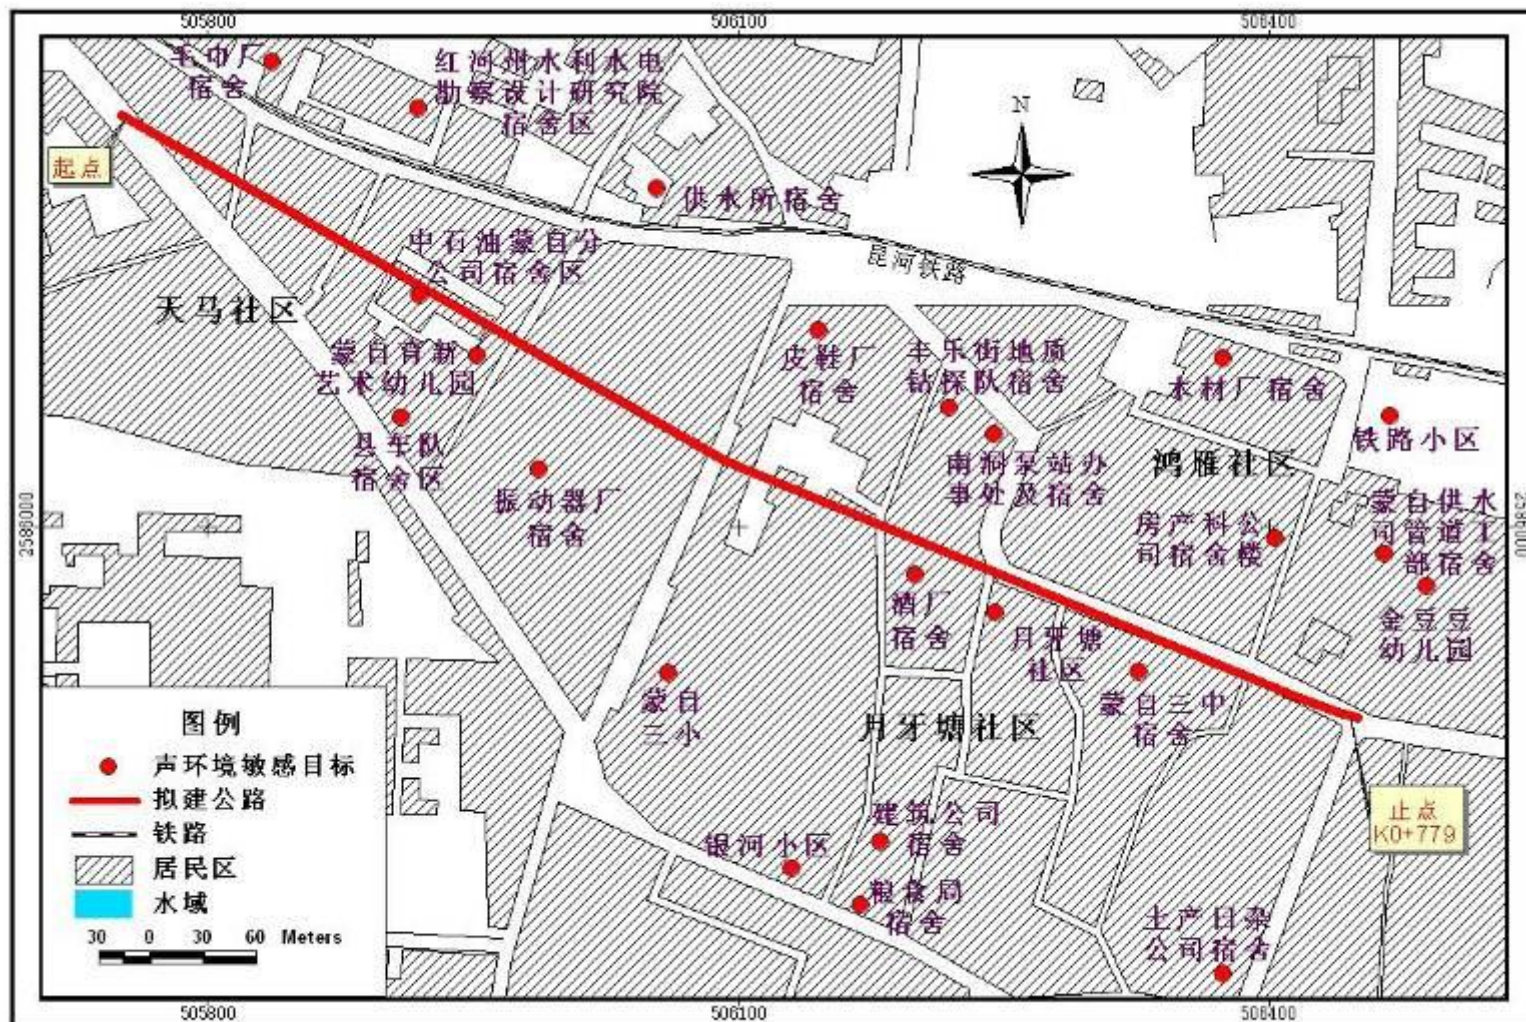 505800
506100
506400
毛巾厂
宿舍
红河州水利水电
勘察设计研究院
宿舍区
N
起点
供水所宿舍
中石油蒙自分
公司宿舍区
昆河铁路
天马社区
蒙自育新
艺术幼儿园
皮鞋厂
宿舍
丰乐街地质
钻探队宿舍
木材厂宿舍
县车队
宿舍区
铁路小区
振动器厂
宿舍
南洞泵站办
事处及宿舍
鸿雁社区
2586000
2586000
房产科公
司宿舍楼
蒙自供水
司管道工
部宿舍
酒厂
宿舍
月牙塘
社区
金豆豆
幼儿园
蒙自
三小
月牙塘社区
蒙自三中
宿舍
图例
声环境敏感目标
拟建公路
铁路
居民区
水域
30 0 30 60 Meters
止点
K0+779
建筑公司
宿舍
银河小区
粮食局
宿舍
土产日杂
公司宿舍
505800
506100
506400